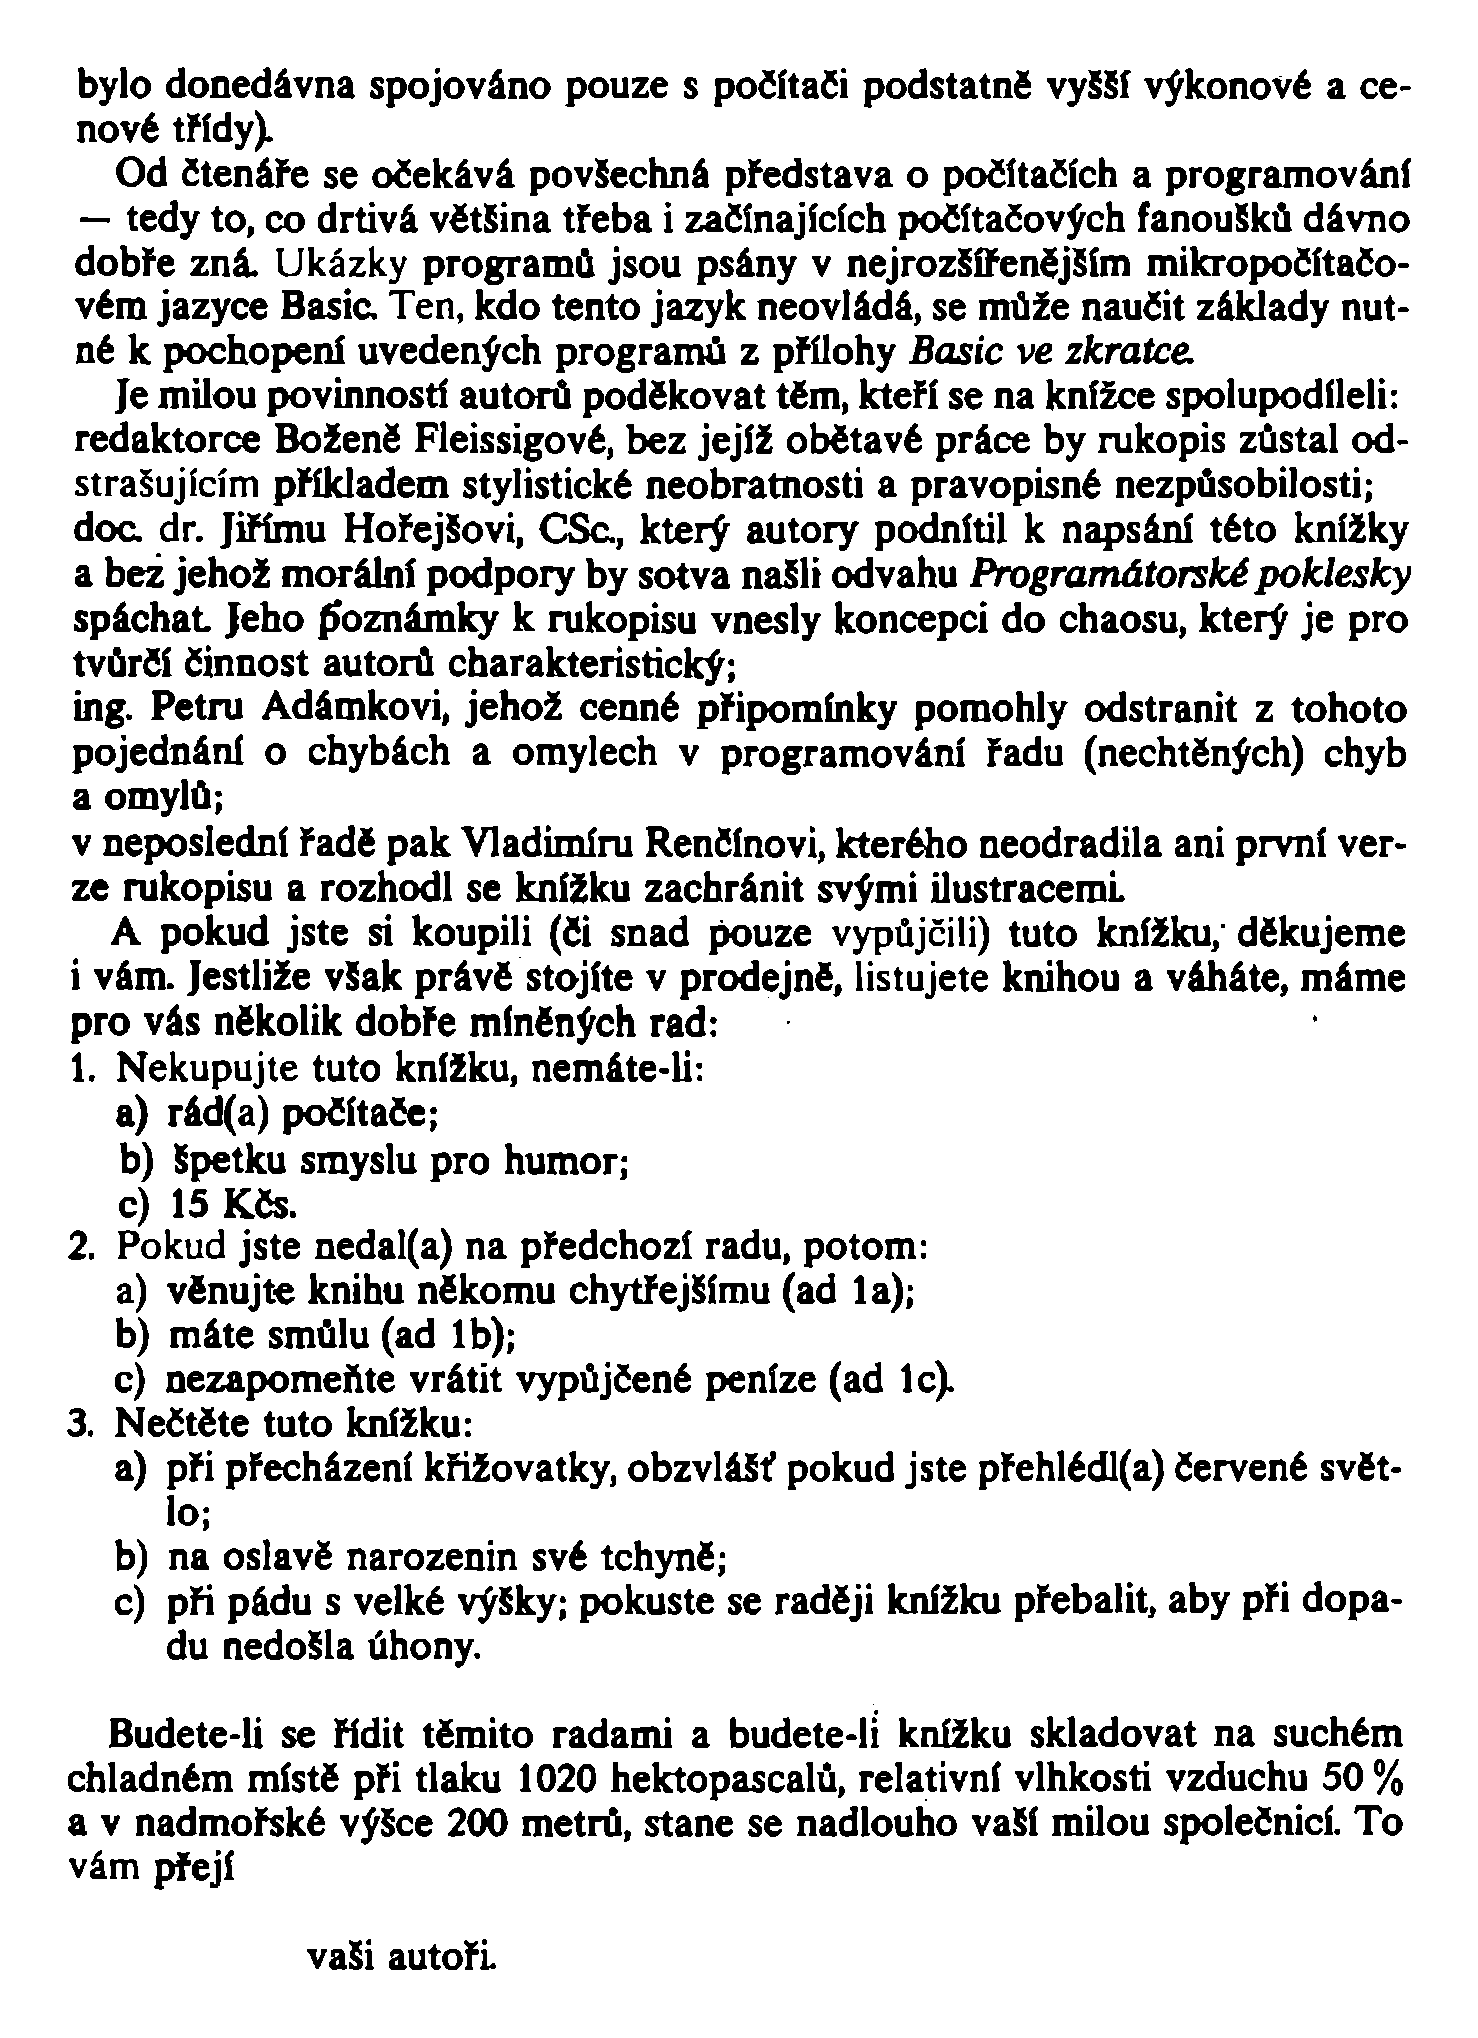 bylo donedávna spojováno pouze s počítači podstatně vyšší výkonové a ce-
nové třídy).
Od čtenáře se očekává povšechná představa o počítačích a programování
— tedy to, co drtivá většina třeba i začínajících počítačových fanoušků dávno
dobře zná. Ukázky programů jsou psány v nejrozšířenějším mikropočítačo-
vém jazyce Basic. Ten, kdo tento jazyk neovládá, se může naučit základy nut-
né k pochopení uvedených programů z přílohy Basic ve zkratce.
Je milou povinností autorů poděkovat těm, kteří se na knížce spolupodíleli:
redaktorce Boženě Fleissigové, bez jejíž obětavé práce by rukopis zůstal od-
strašujícím příkladem stylistické neobratnosti a pravopisné nezpůsobilosti;
doc. dr. Jiřímu Hořejšovi, CSc., který autory podnítil k napsání této knížky
a bez jehož morální podpory by sotva našli odvahu Programátorské poklesky
spáchat. Jeho poznámky k rukopisu vnesly koncepci do chaosu, který je pro
tvůrčí činnost autorů charakteristický;
ing. Petru Adámkovi, jehož cenné připomínky pomohly odstranit z tohoto
pojednání o chybách a omylech v programování řadu (nechtěných) chyb
a omylů;
v neposlední řadě pak Vladimíru Renčínovi, kterého neodradila ani první ver-
ze rukopisu a rozhodl se knížku zachránit svými ilustracemi.
A pokud jste si koupili (či snad pouze vypůjčili) tuto knížku, děkujeme
i vám. Jestliže však právě stojíte v prodejně, listujete knihou a váháte, máme
pro vás několik dobře míněných rad:
1. Nekupujte tuto knížku, nemáte-li:
a) rád(a) počítače;
b) špetku smyslu pro humor;
c) 15 Kčs.
2. Pokud jste nedal(a) na předchozí radu, potom:
a) věnujte knihu někomu chytřejšímu (ad 1a);
b) máte smůlu (ad 1b);
c) nezapomeňte vrátit vypůjčené peníze (ad 1c).
3. Nečtěte tuto knížku:
a) při přecházení křižovatky, obzvlášť pokud jste přehlédl(a) červené svět-
lo;
b) na oslavě narozenin své tchyně;
c) při pádu s velké výšky; pokuste se raději knížku přebalit, aby při dopa-
du nedošla úhony.
Budete-li se řídit těmito radami a budete-li knížku skladovat na suchém
chladném místě při tlaku 1020 hektopascalů, relativní vlhkosti vzduchu 50 %
a v nadmořské výšce 200 metrů, stane se nadlouho vaší milou společnicí. To
vám přejí
vaši autoři.